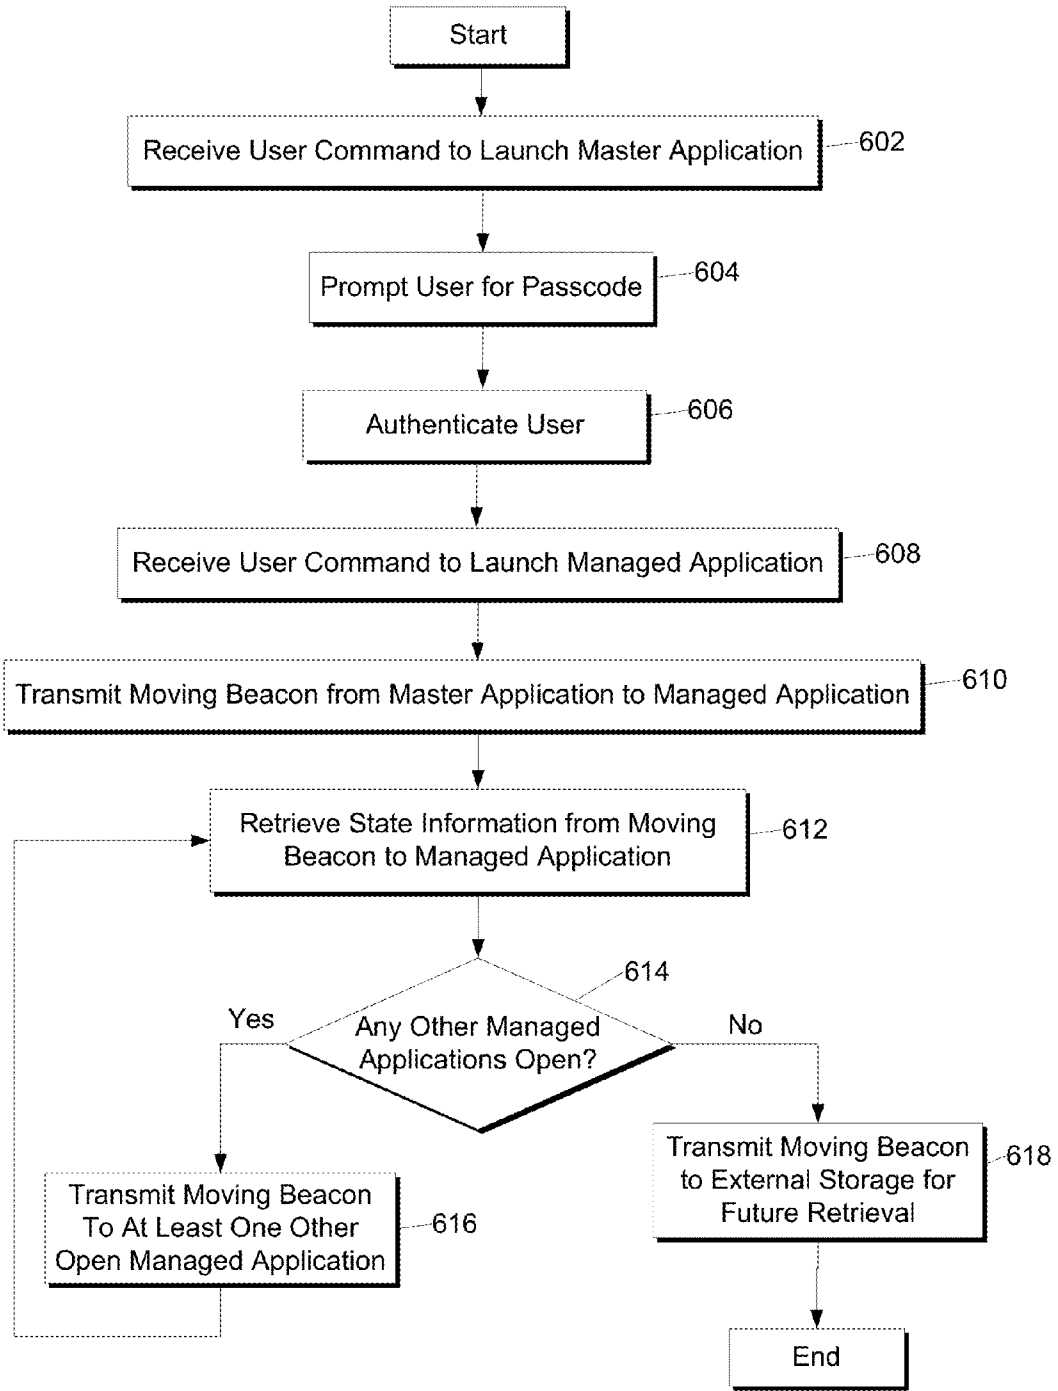 Start
Receive User Command to Launch Master Application
602
Prompt User for Passcode
604
Authenticate User
606
Receive User Command to Launch Managed Application
608
Transmit Moving Beacon from Master Application to Managed Application
610
Retrieve State Information from Moving
Beacon to Managed Application
612
614
Any Other Managed
Applications Open?
Yes
No
Transmit Moving Beacon
To At Least One Other
Open Managed Application
616
Transmit Moving Beacon
to External Storage for
Future Retrieval
618
End